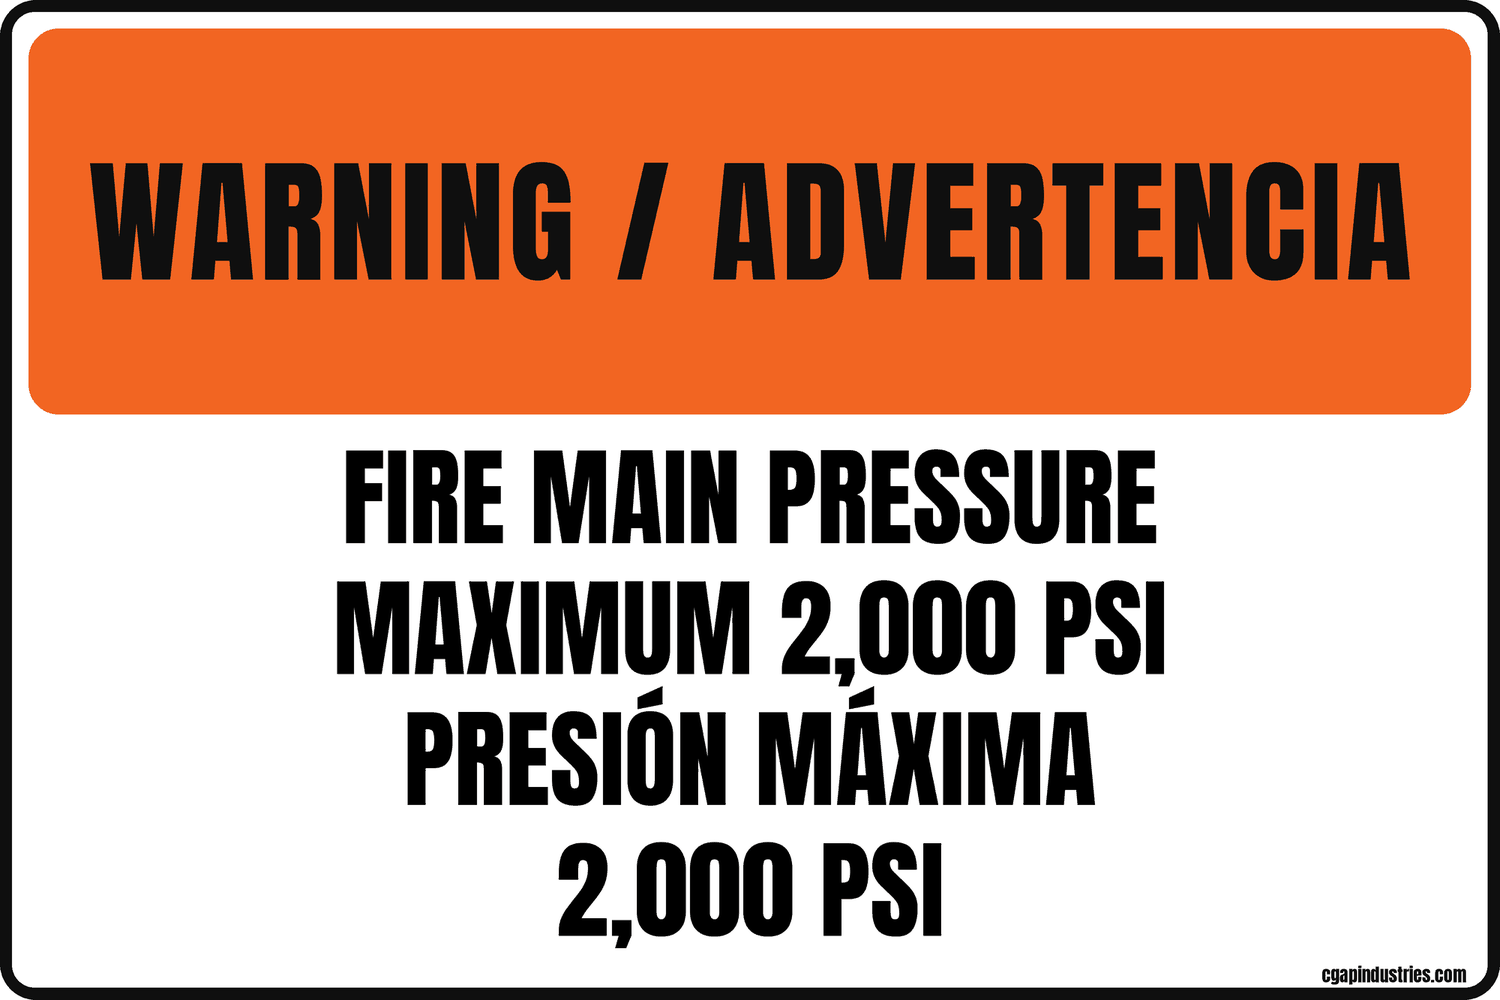 WARNING / ADVERTENCIA
FIRE MAIN PRESSURE
MAXIMUM 2,000 PSI
PRESIÓN MÁXIMA
2,000 PSI
cgapindustries.com